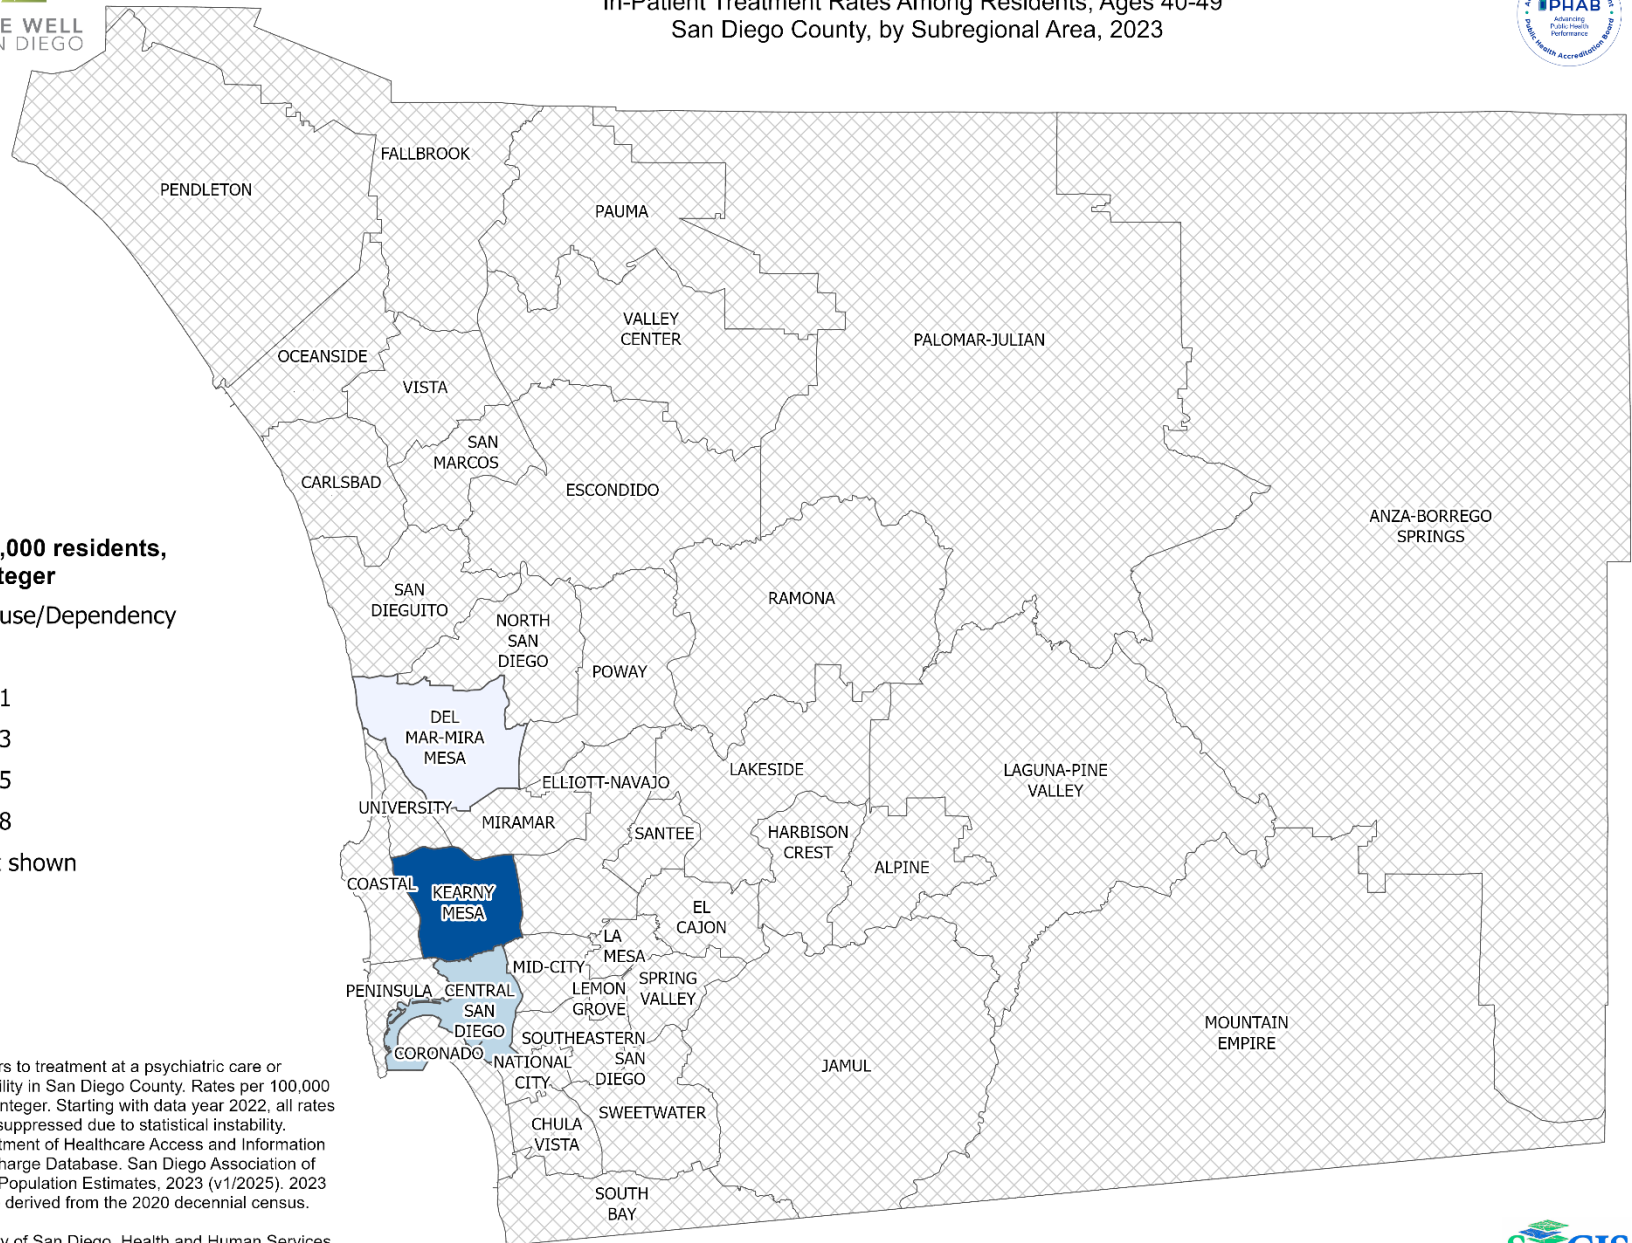 E WELL
N DIEGO
In-Patient Treatment Rates Among Residents, Ages 40-49
San Diego County, by Subregional Area, 2023
PHAB
Advancing
Public Health
Performance
Public Health Accreditation Board
FALLBROOK
PENDLETON
PAUMA
VALLEY
CENTER
PALOMAR-JULIAN
OCEANSIDE
VISTA
SAN
MARCOS
CARLSBAD
ESCONDIDO
ANZA-BORREGO
SPRINGS
,000 residents,
teger
use/Dependency
1
3
5
8
t shown
SAN
DIEGUITO
NORTH
SAN
DIEGO
RAMONA
POWAY
DEL
MAR-MIRA
MESA
ELLIOTT-NAVAJO
LAKESIDE
LAGUNA-PINE
VALLEY
UNIVERSITY
MIRAMAR
SANTEE
HARBISON
CREST
ALPINE
COASTAL
KEARNY
MESA
EL
CAJON
LA
MESA
MID-CITY
PENINSULA
CENTRAL
SAN
DIEGO
LEMON
GROVE
SPRING
VALLEY
CORONADO
SOUTHEASTERN
SAN
DIEGO
NATIONAL
CITY
MOUNTAIN
EMPIRE
JAMUL
SWEETWATER
CHULA
VISTA
SOUTH
BAY
rs to treatment at a psychiatric care or
ility in San Diego County. Rates per 100,000
nteger. Starting with data year 2022, all rates
suppressed due to statistical instability.
tment of Healthcare Access and Information
harge Database. San Diego Association of
Population Estimates, 2023 (v1/2025). 2023
derived from the 2020 decennial census.
y of San Diego, Health and Human Services